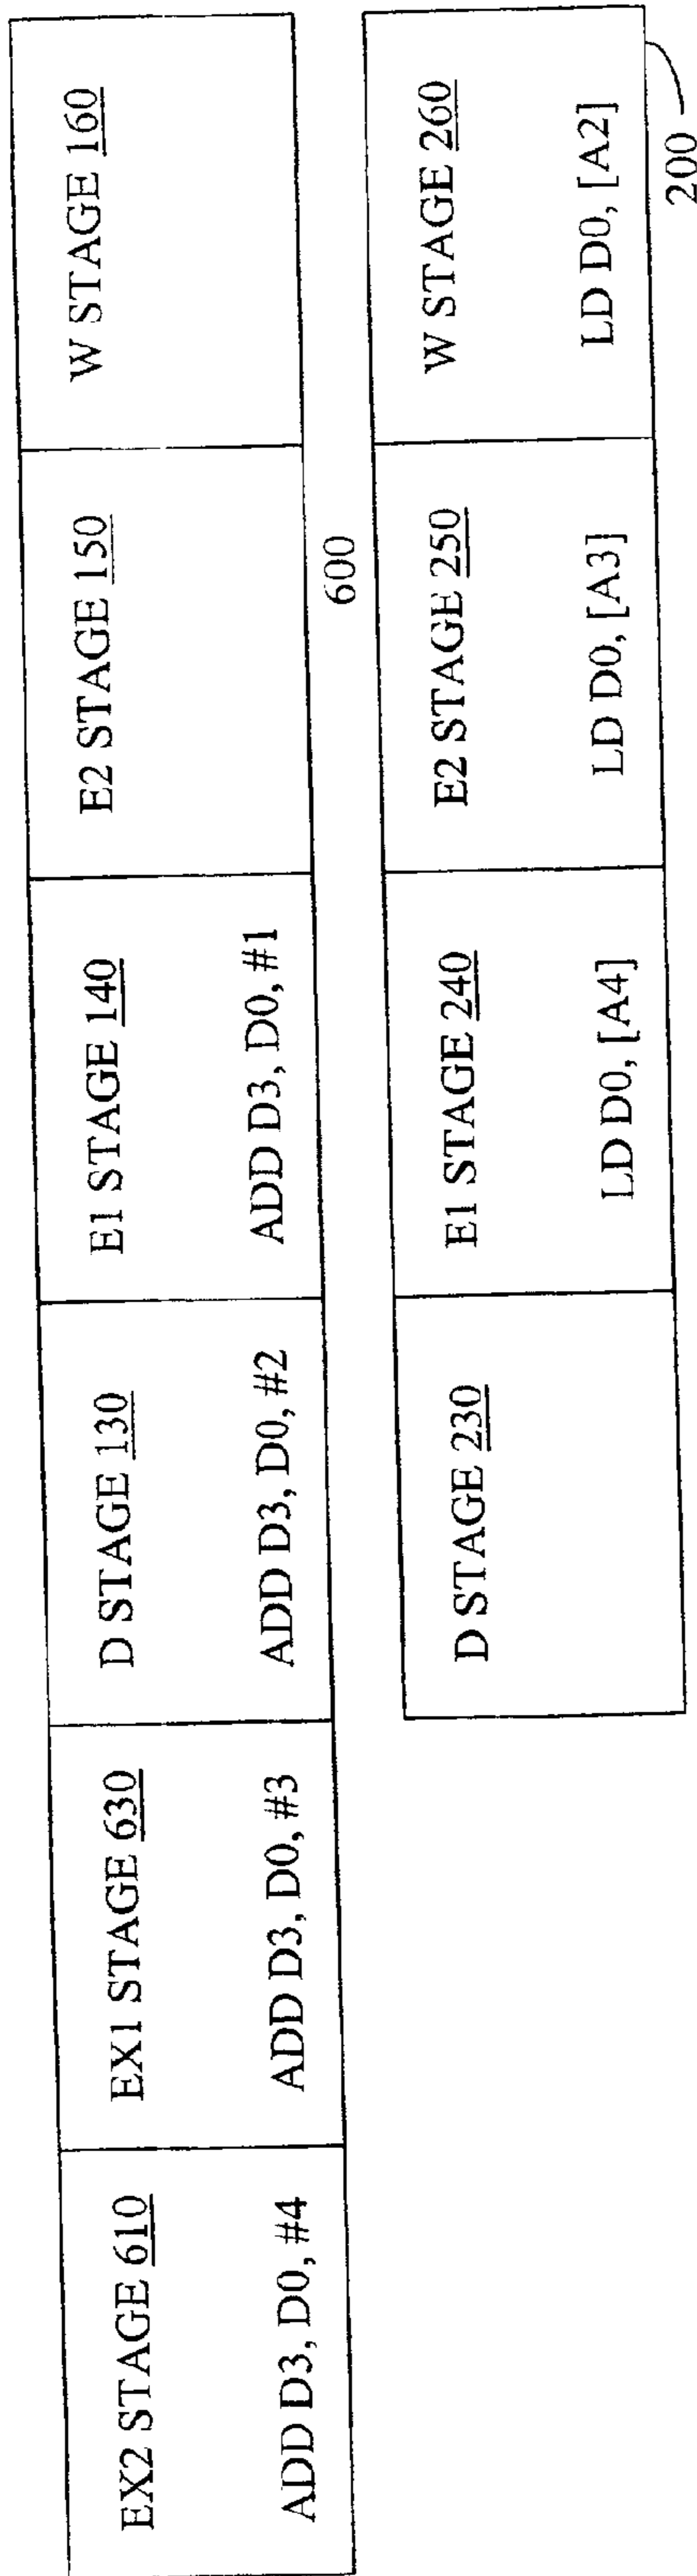 EX2 STAGE 610
ADD D3, D0, #4
EX1 STAGE 630
ADD D3, D0, #3
D STAGE 130
ADD D3, D0, #2
E1 STAGE 140
ADD D3, D0, #1
E2 STAGE 150
W STAGE 160
600
D STAGE 230
E1 STAGE 240
LD D0, [A4]
E2 STAGE 250
LD D0, [A3]
W STAGE 260
LD D0, [A2]
200